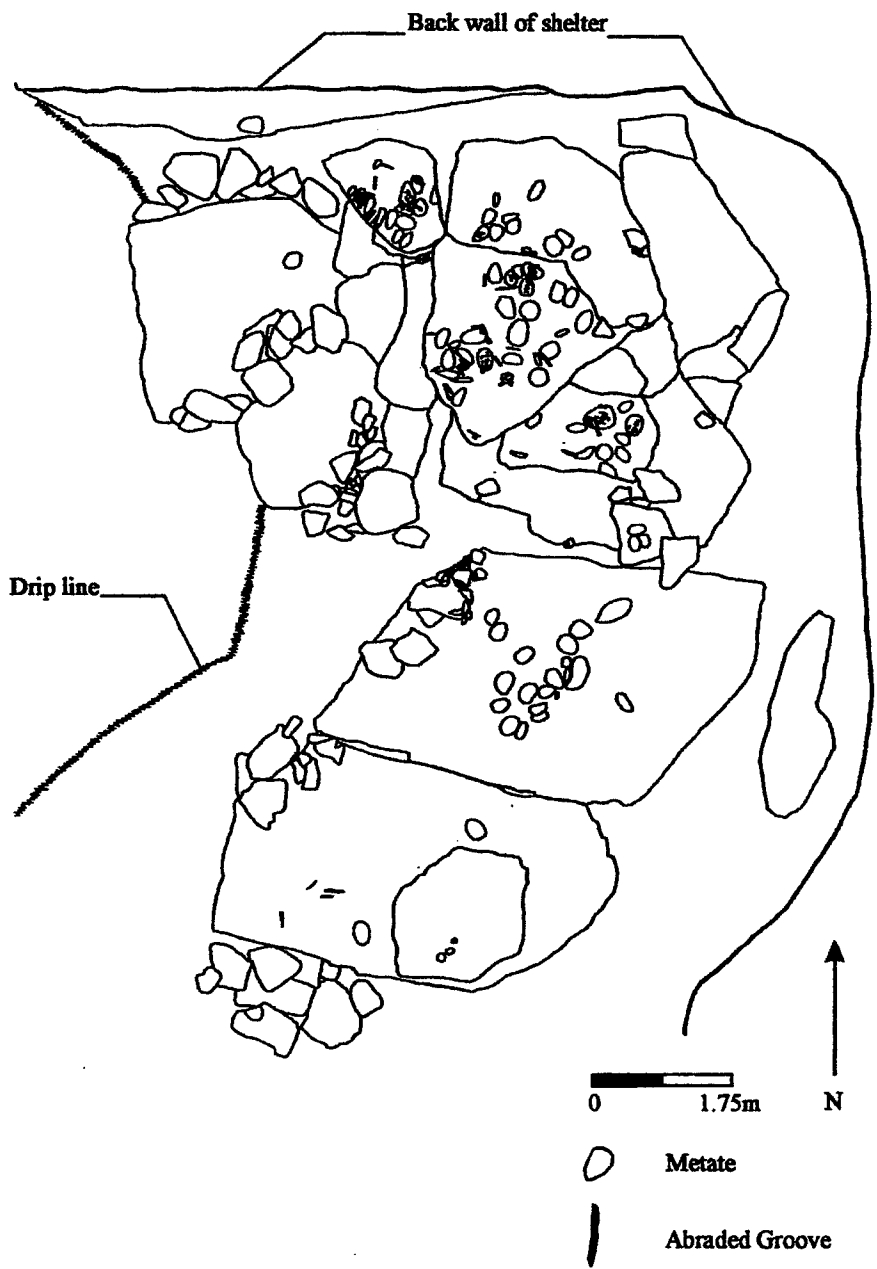 Back wall of shelter
Drip line
0 1.75m N
Metate
Abraded Groove